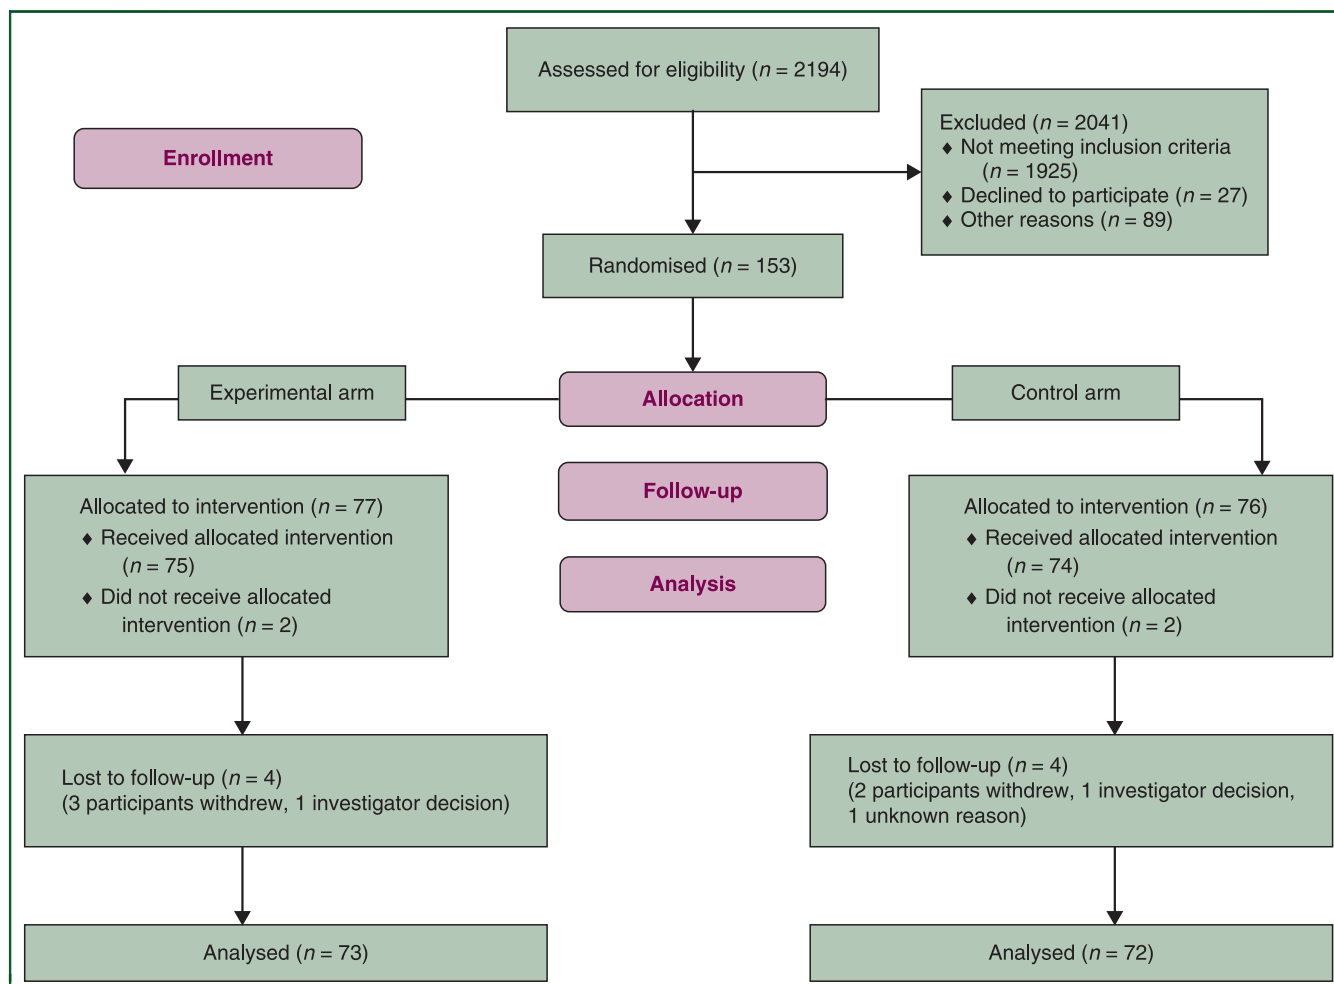 Assessed for eligibility (n = 2194)
Enrollment
Excluded (n = 2041)
♦ Not meeting inclusion criteria
(n = 1925)
♦ Declined to participate (n = 27)
♦ Other reasons (n = 89)
Randomised (n = 153)
Experimental arm
Allocation
Control arm
Follow-up
Analysis
Allocated to intervention (n = 77)
♦ Received allocated intervention
(n = 75)
♦ Did not receive allocated
intervention (n = 2)
Allocated to intervention (n = 76)
♦ Received allocated intervention
(n = 74)
♦ Did not receive allocated
intervention (n = 2)
Lost to follow-up (n = 4)
(3 participants withdrew, 1 investigator decision)
Lost to follow-up (n = 4)
(2 participants withdrew, 1 investigator decision,
1 unknown reason)
Analysed (n = 73)
Analysed (n = 72)